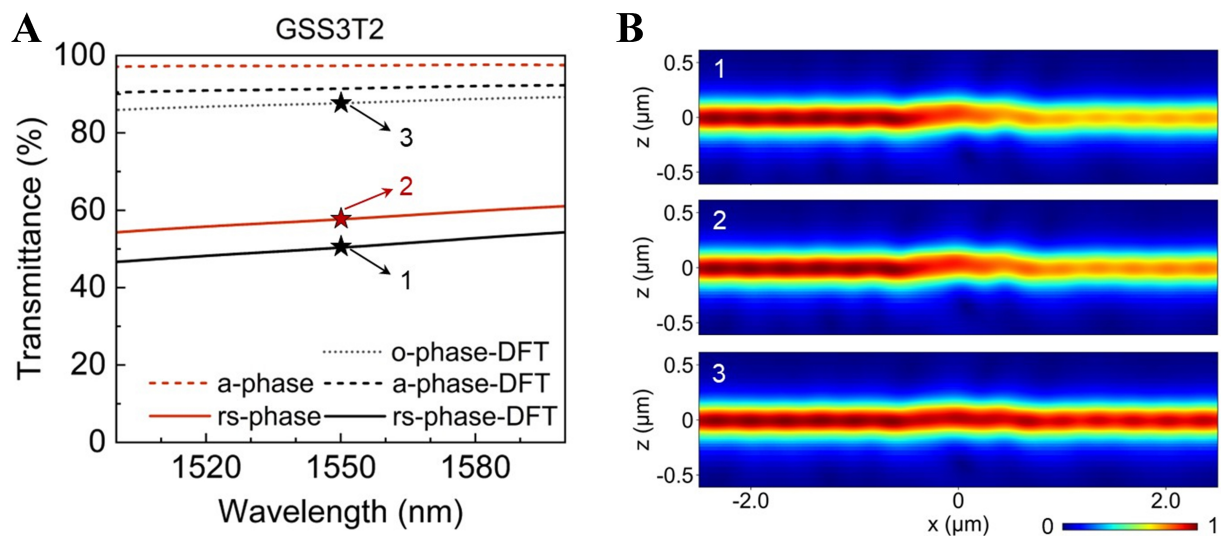 A
GSS3T2
100
80
60
40
20
0
Transmittance (%)
1520
1550
1580
Wavelength (nm)
3
2
1
o-phase-DFT
a-phase
a-phase-DFT
rs-phase
rs-phase-DFT
B
1
0.5
0
-0.5
z (µm)
2
0.5
0
-0.5
z (µm)
3
0.5
0
-0.5
z (µm)
-2.0
0
2.0
x (µm)
0
1